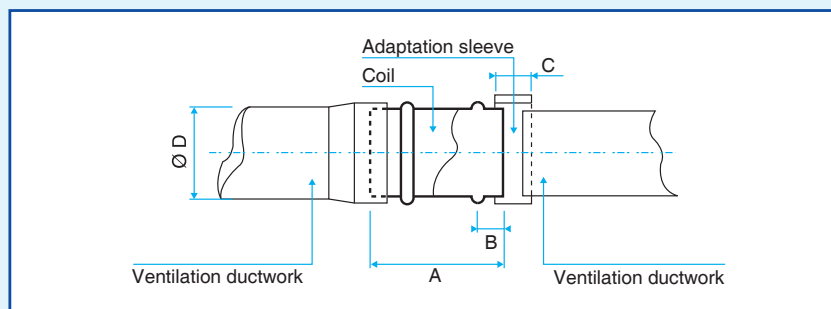 Adaptation sleeve
C
Coil
Ø D
B
A
Ventilation ductwork
Ventilation ductwork